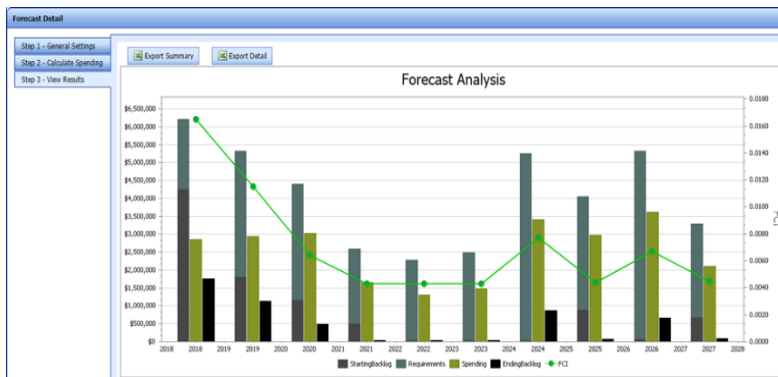 Forecast Detail
Step 1 - General Settings
Step 2 - Calculate Spending
Step 3 - View Results
Export Summary Export Detail
Forecast Analysis
$6,500,000
$6,000,000
$5,500,000
$5,000,000
$4,500,000
$4,000,000
$3,500,000
$3,000,000
$2,500,000
$2,000,000
$1,500,000
$1,000,000
$500,000
$0
0.0180
0.0160
0.0140
0.0120
0.0100
0.0080
0.0060
0.0040
0.0020
0.0000
FCI
2018 2018 2019 2019 2020 2020 2021 2021 2022 2022 2023 2023 2024 2024 2025 2025 2026 2026 2027 2027 2028
StartingBacklog Requirements Spending EndingBacklog FCI